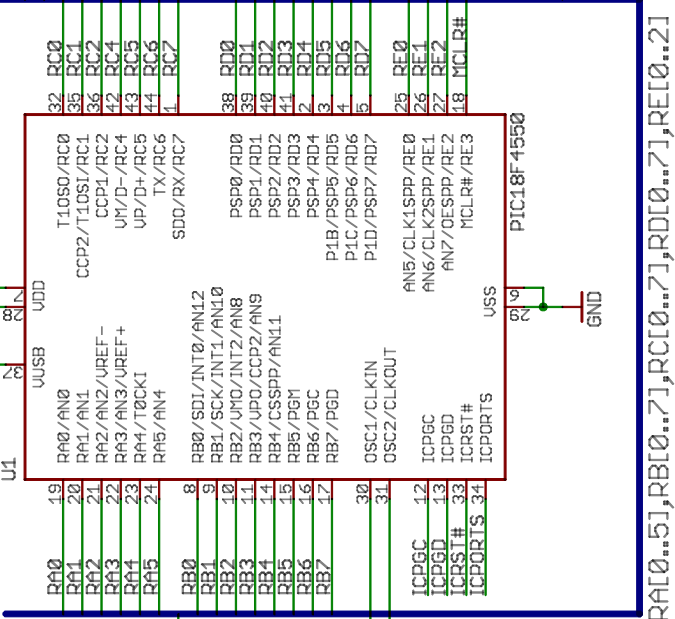 U1
RA0 19 RA0/AN0
RA1 20 RA1/AN1
RA2 21 RA2/AN2/VREF-
RA3 22 RA3/AN3/VREF+
RA4 23 RA4/T0CKI
RA5 24 RA5/AN4
RB0 8 RB0/SDI/INT0/AN12
RB1 9 RB1/SCK/INT1/AN10
RB2 10 RB2/VMO/INT2/AN8
RB3 11 RB3/VPO/CCP2/AN9
RB4 14 RB4/CSSPP/AN11
RB5 15 RB5/PGM
RB6 16 RB6/PGC
RB7 17 RB7/PGD
30 OSC1/CLKIN
31 OSC2/CLKOUT
ICPGC 12 ICPGC
ICPGD 13 ICPGD
ICRST# 33 ICRST#
ICPORTS 34 ICPORTS
VUSB 37
VDD 7
28
VSS 6
29
GND
T1OSO/RC0 32 RC0
CCP2/T1OSI/RC1 35 RC1
CCP1/RC2 36 RC2
VM/D-/RC4 42 RC4
VP/D+/RC5 43 RC5
TX/RC6 44 RC6
SDO/RX/RC7 1 RC7
PSP0/RD0 38 RD0
PSP1/RD1 39 RD1
PSP2/RD2 40 RD2
PSP3/RD3 41 RD3
PSP4/RD4 2 RD4
P1B/PSP5/RD5 3 RD5
P1C/PSP6/RD6 4 RD6
P1D/PSP7/RD7 5 RD7
AN5/CLK1SPP/RE0 25 RE0
AN6/CLK2SPP/RE1 26 RE1
AN7/OESPP/RE2 27 RE2
MCLR#/RE3 18 MCLR#
PIC18F4550
RA[0..5],RB[0..7],RC[0..7],RD[0..7],RE[0..2]